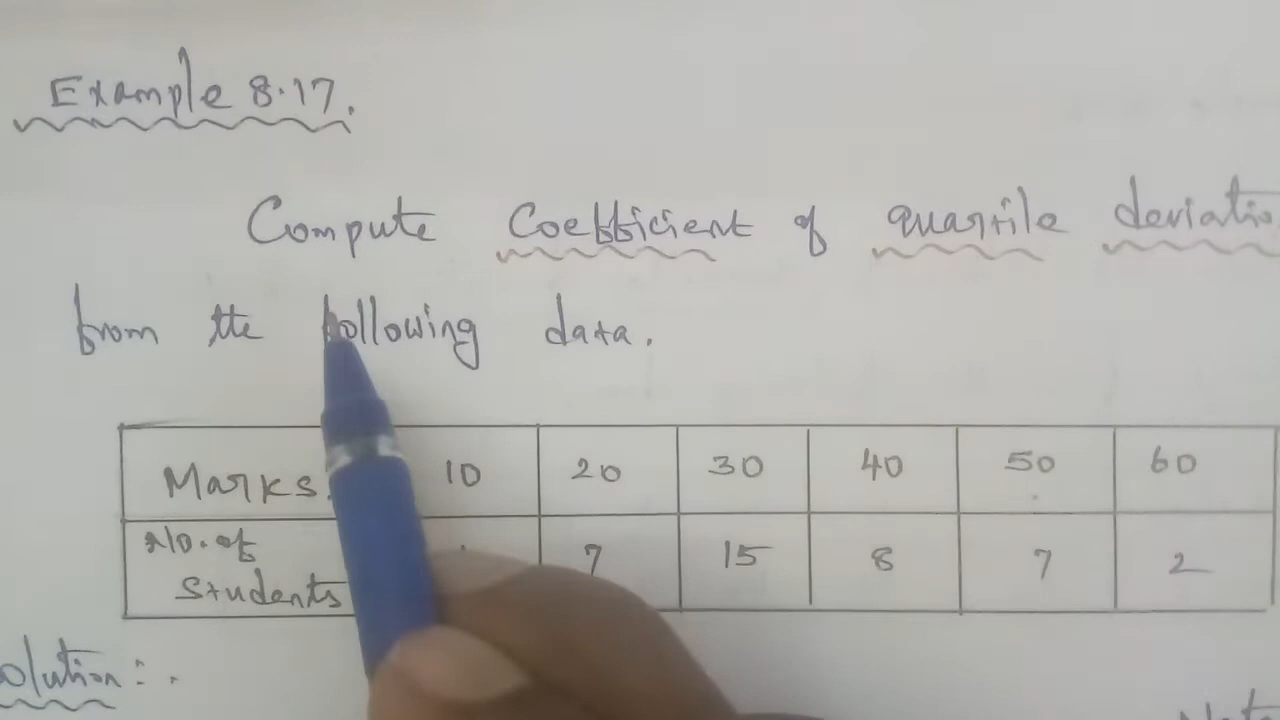 Example 8.17.
Compute Coefficient of quartile deviatio
from the following data.
Marks. 10 20 30 40 50 60
No. of Students 7 15 8 7 2
olution :.